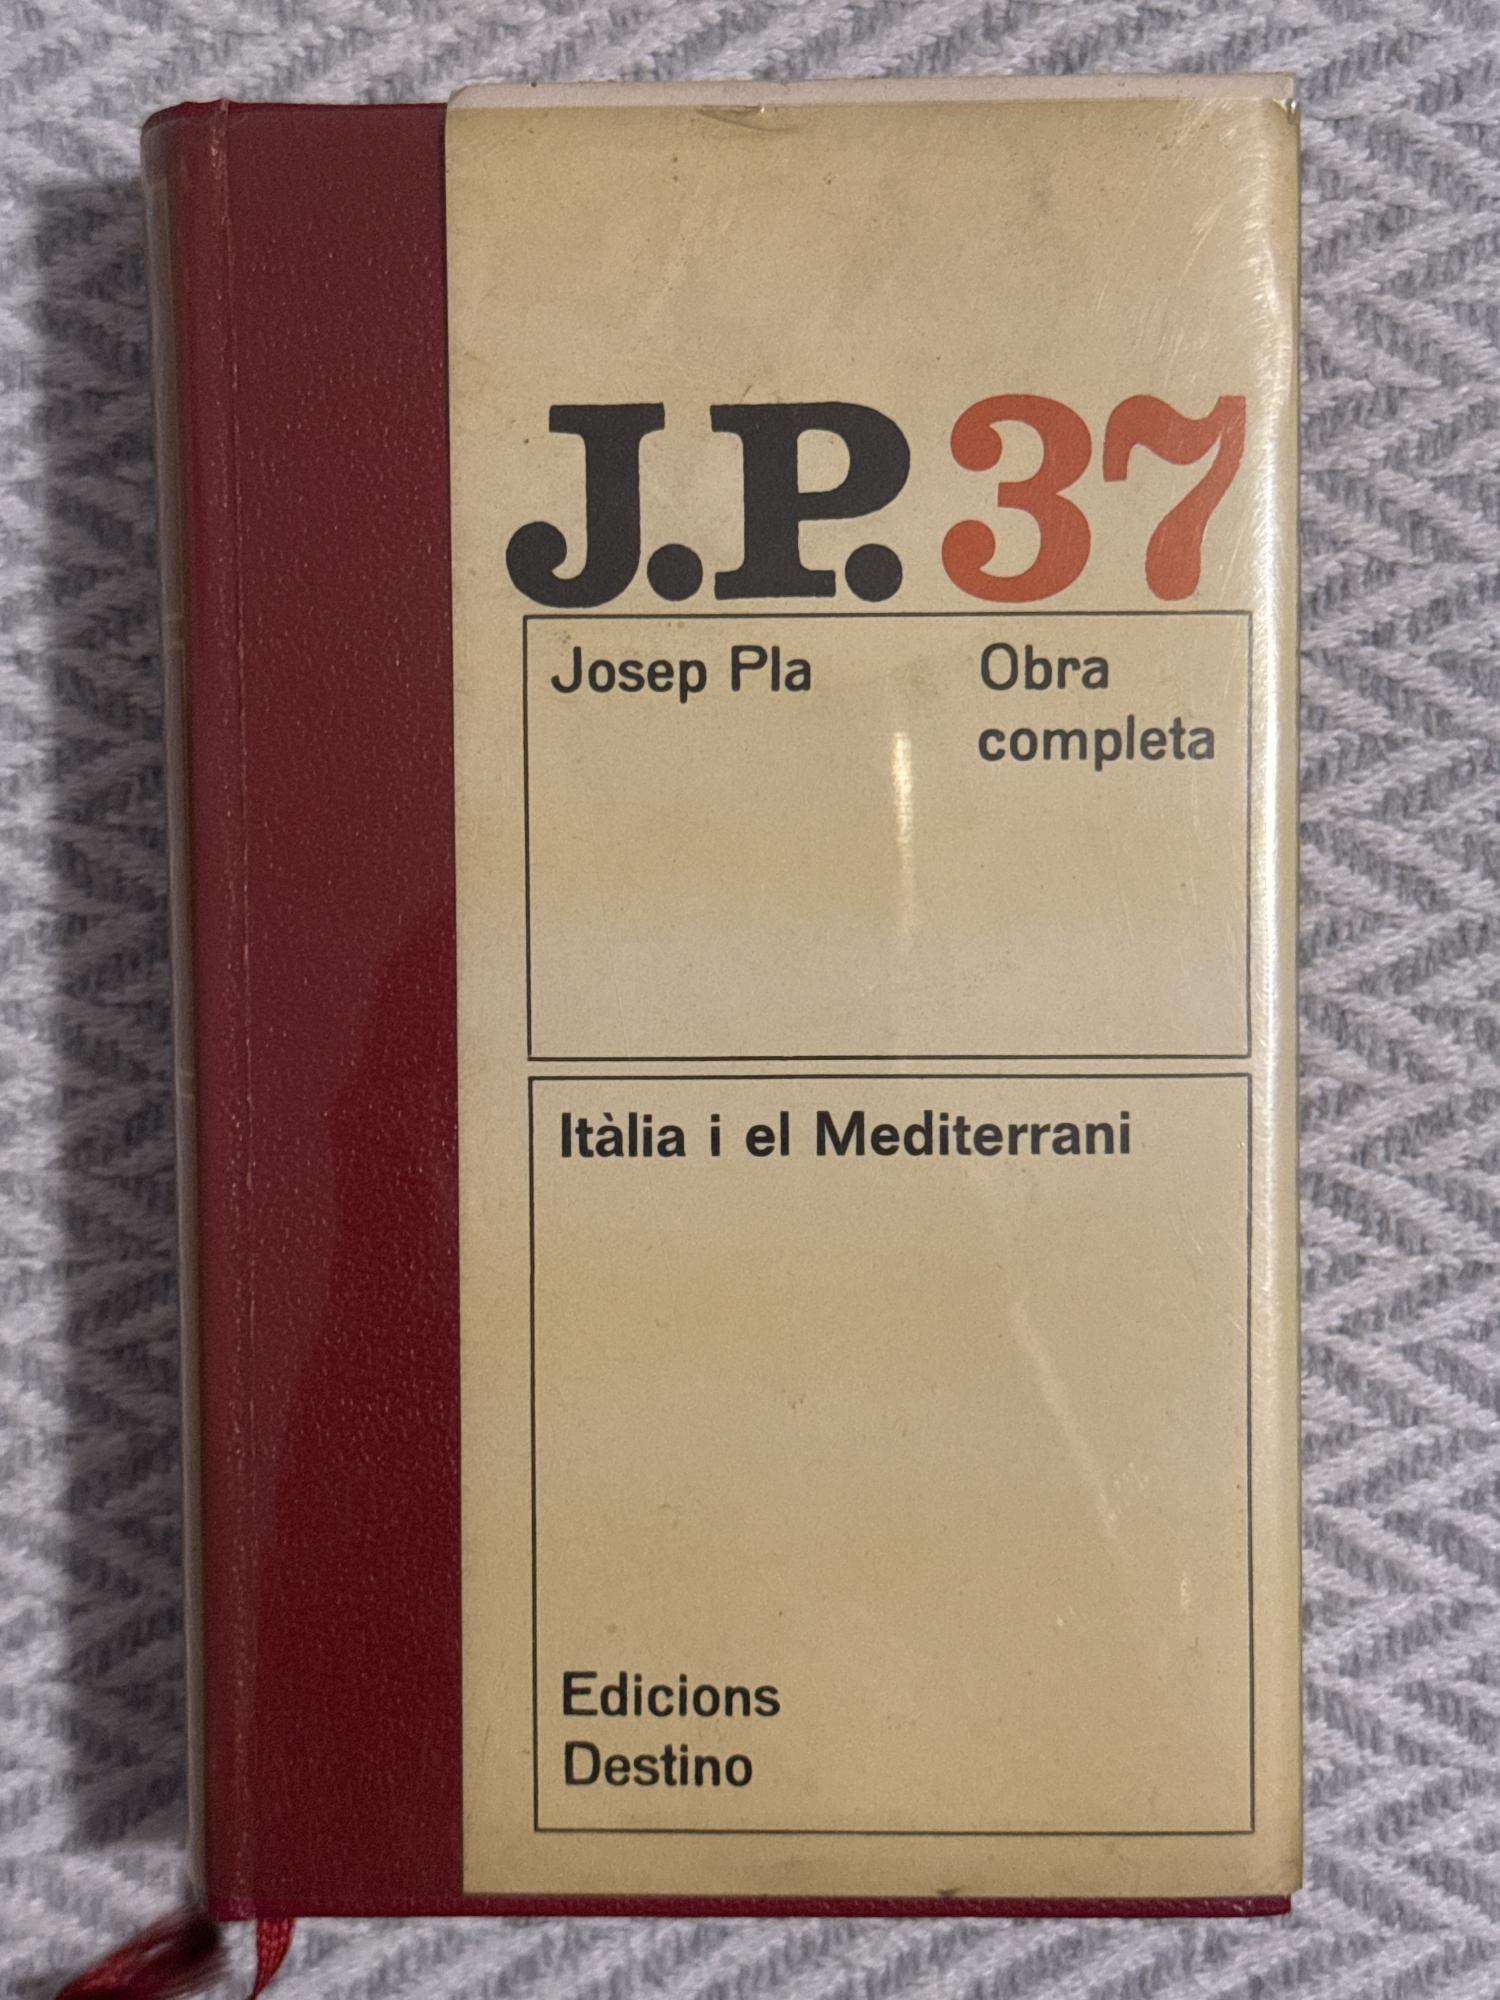 J.P. 37
Josep Pla
Obra
completa
Itàlia i el Mediterrani
Edicions
Destino